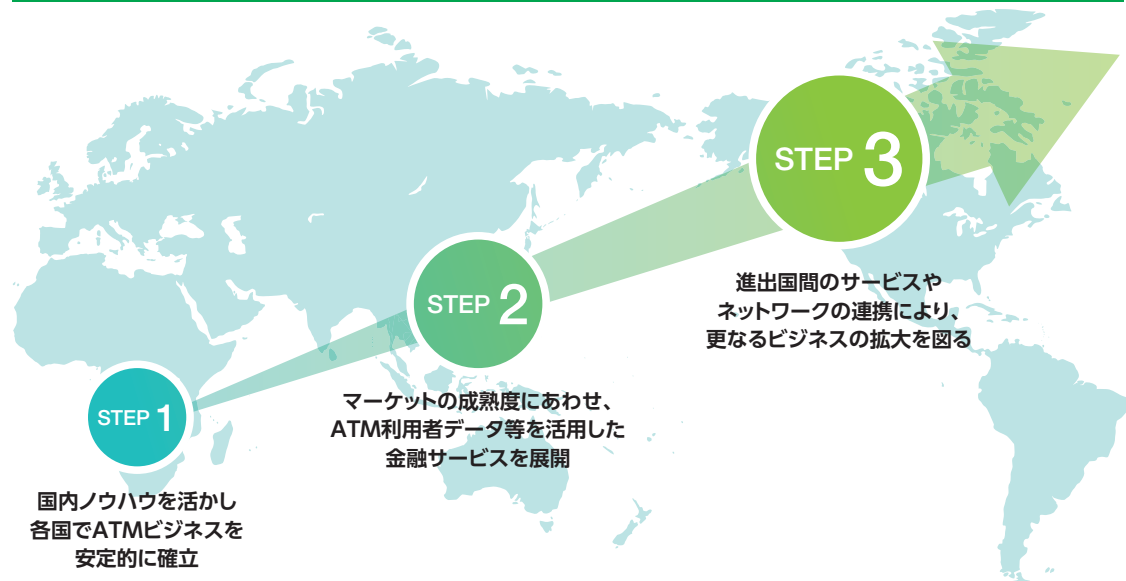 STEP 1
国内ノウハウを活かし
各国でATMビジネスを
安定的に確立
STEP 2
マーケットの成熟度にあわせ、
ATM利用者データ等を活用した
金融サービスを展開
STEP 3
進出国間のサービスや
ネットワークの連携により、
更なるビジネスの拡大を図る